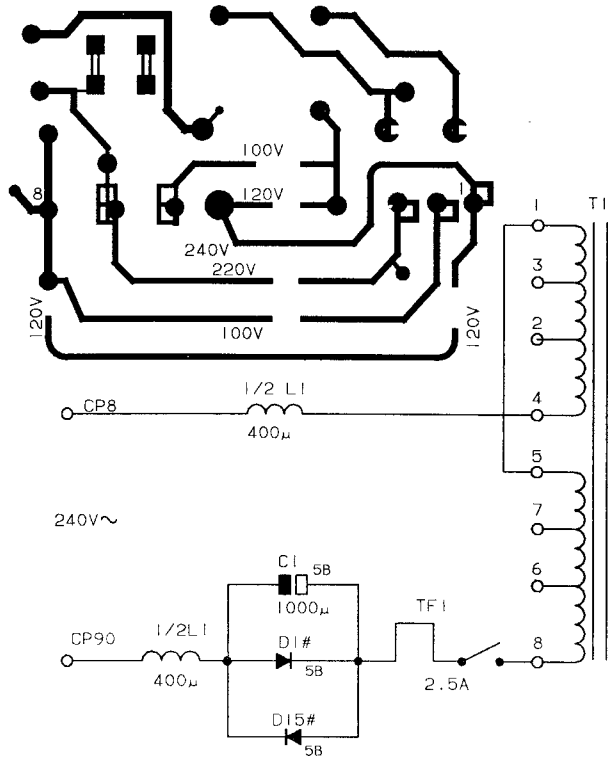 100V
8
120V
1
240V
220V
120V
100V
120V
1
T1
3
2
1/2 L1
4
CP8
400µ
5
7
240V~
C1
5B
6
1000µ
TF1
1/2L1
D1#
CP90
8
5B
400µ
2.5A
D15#
5B